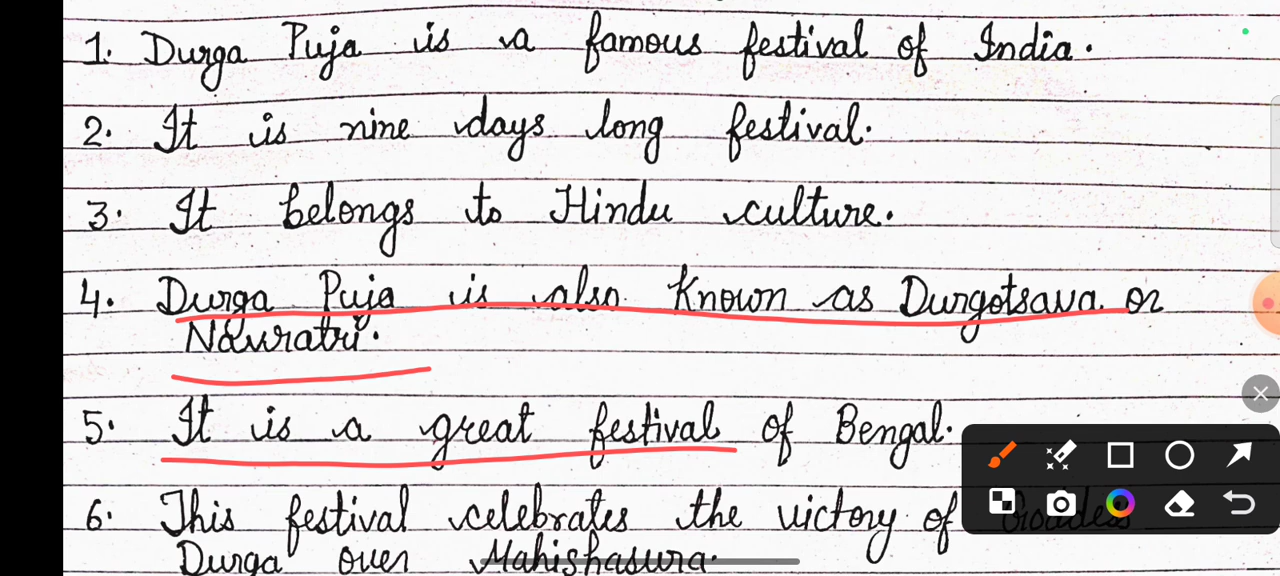 1. Durga Puja is a famous festival of India.
2. It is nine days long festival.
3. It belongs to Hindu culture.
4. Durga Puja is also known as Durgotsava or
Navratri.
5. It is a great festival of Bengal.
6. This festival celebrates the victory of
Durga over Mahishasura.